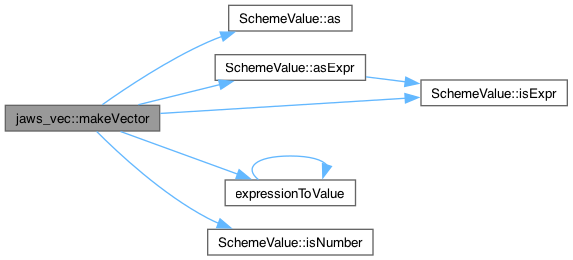 SchemeValue::as
SchemeValue::asExpr
SchemeValue::isExpr
jaws_vec::makeVector
expressionToValue
SchemeValue::isNumber